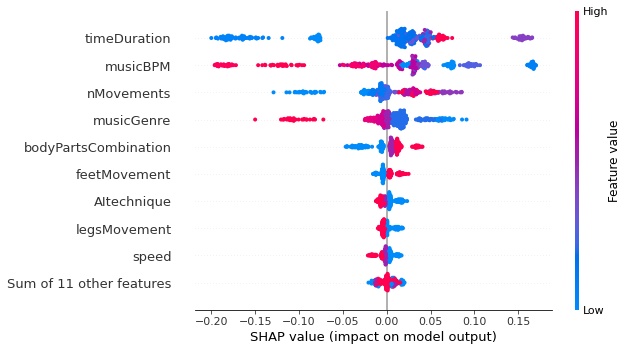 High
timeDuration
musicBPM
nMovements
musicGenre
bodyPartsCombination
feetMovement
AItechnique
legsMovement
speed
Sum of 11 other features
Feature value
Low
−0.20 −0.15 −0.10 −0.05 0.00 0.05 0.10 0.15
SHAP value (impact on model output)